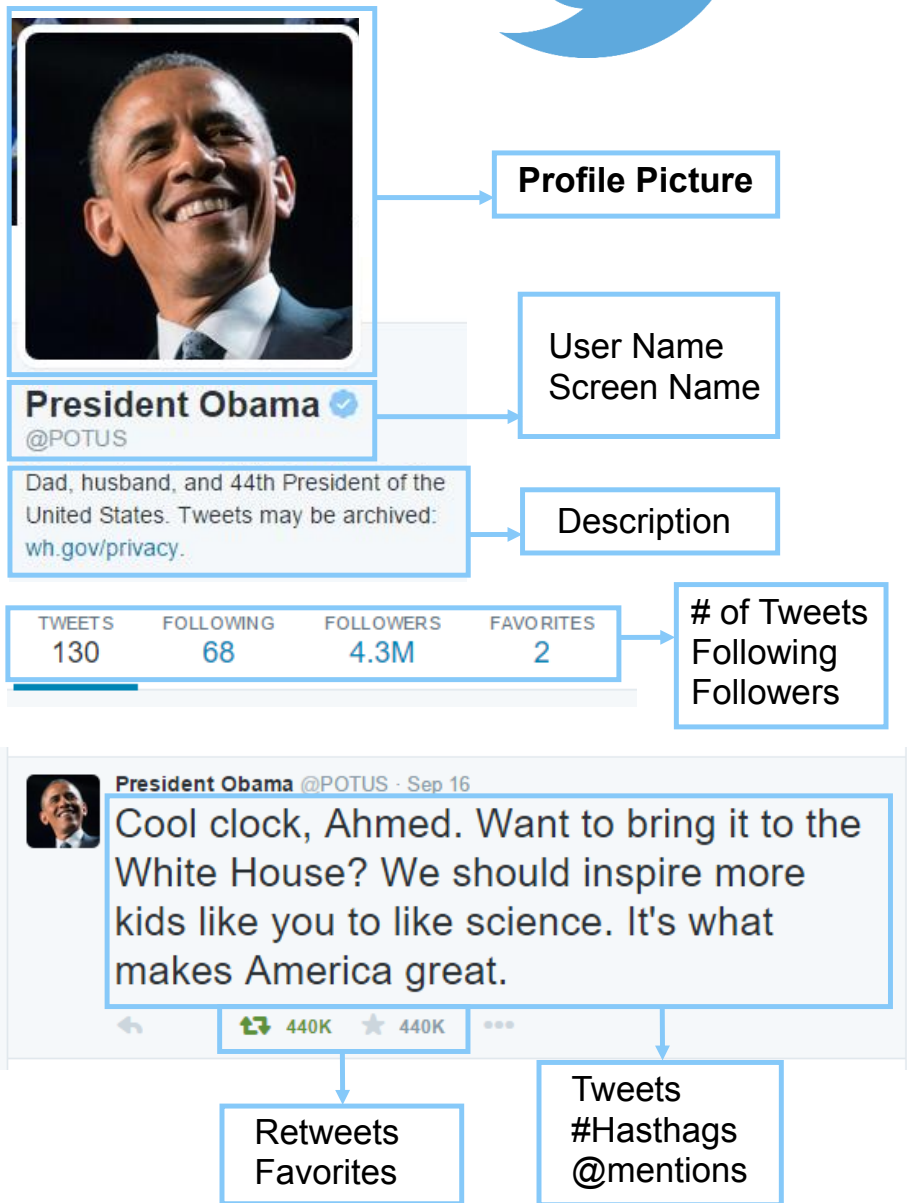 Profile Picture
User Name
Screen Name
President Obama
@POTUS
Dad, husband, and 44th President of the
United States. Tweets may be archived:
wh.gov/privacy.
Description
TWEETS FOLLOWING FOLLOWERS FAVORITES
130 68 4.3M 2
# of Tweets
Following
Followers
President Obama @POTUS · Sep 16
Cool clock, Ahmed. Want to bring it to the
White House? We should inspire more
kids like you to like science. It's what
makes America great.
440K 440K
Retweets
Favorites
Tweets
#Hasthags
@mentions